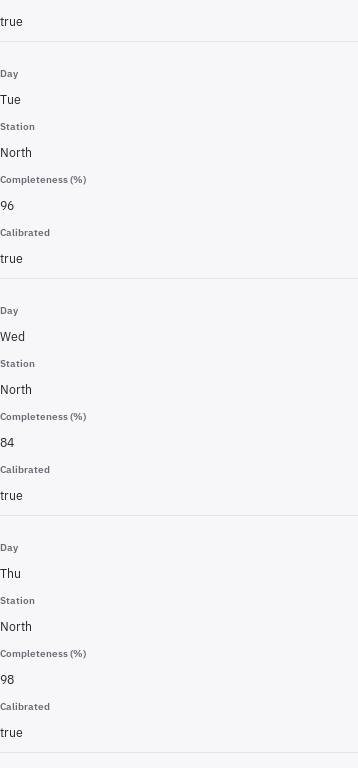 true
Day
Tue
Station
North
Completeness (%)
96
Calibrated
true
Day
Wed
Station
North
Completeness (%)
84
Calibrated
true
Day
Thu
Station
North
Completeness (%)
98
Calibrated
true